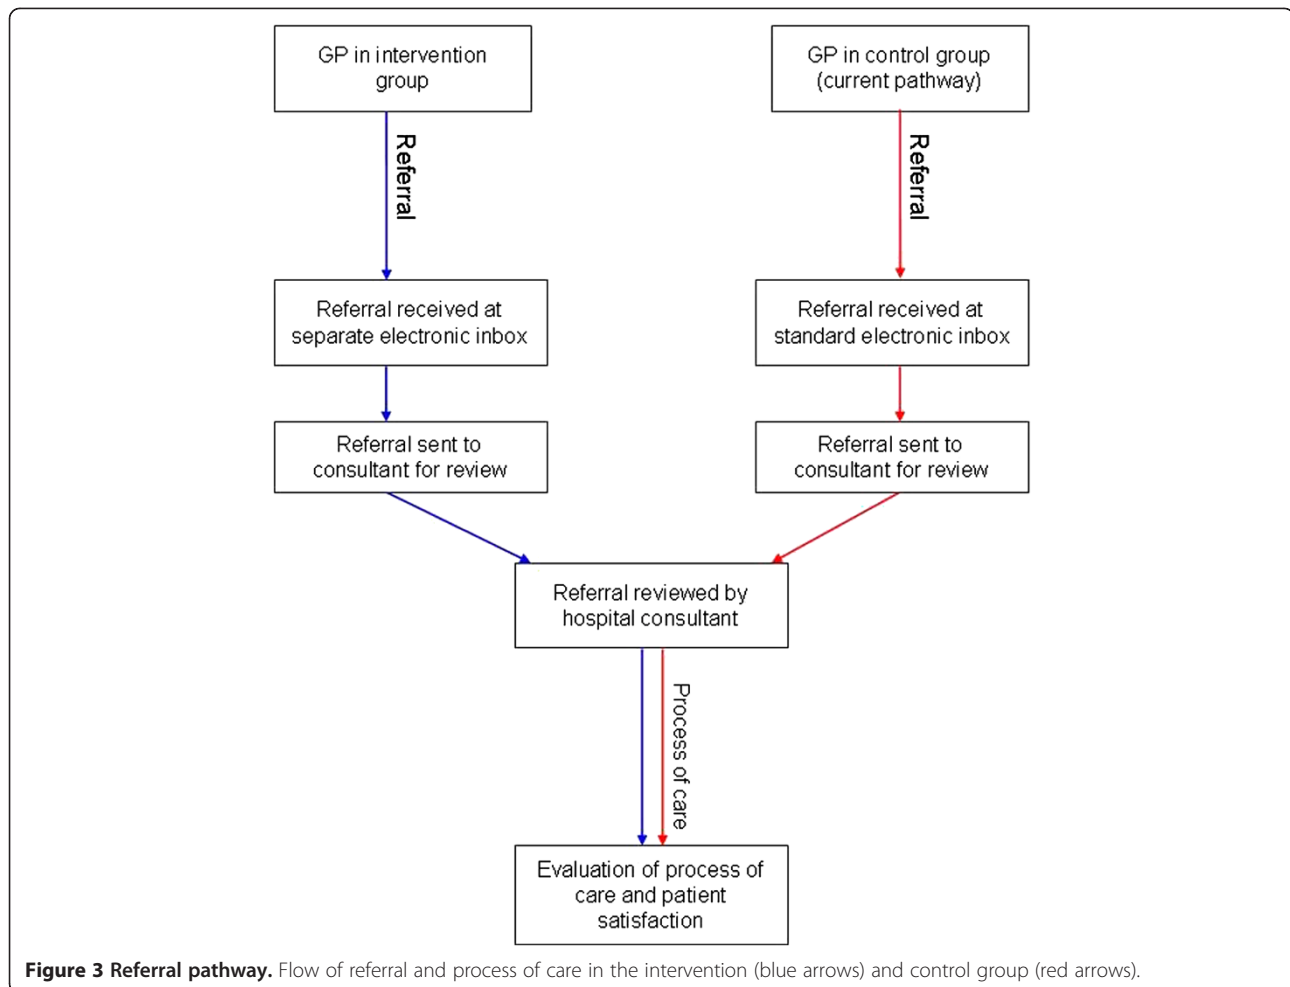 GP in intervention
group
GP in control group
(current pathway)
Referral
Referral
Referral received at
separate electronic inbox
Referral received at
standard electronic inbox
Referral sent to
consultant for review
Referral sent to
consultant for review
Referral reviewed by
hospital consultant
Process of care
Evaluation of process of
care and patient
satisfaction
Figure 3 Referral pathway. Flow of referral and process of care in the intervention (blue arrows) and control group (red arrows).